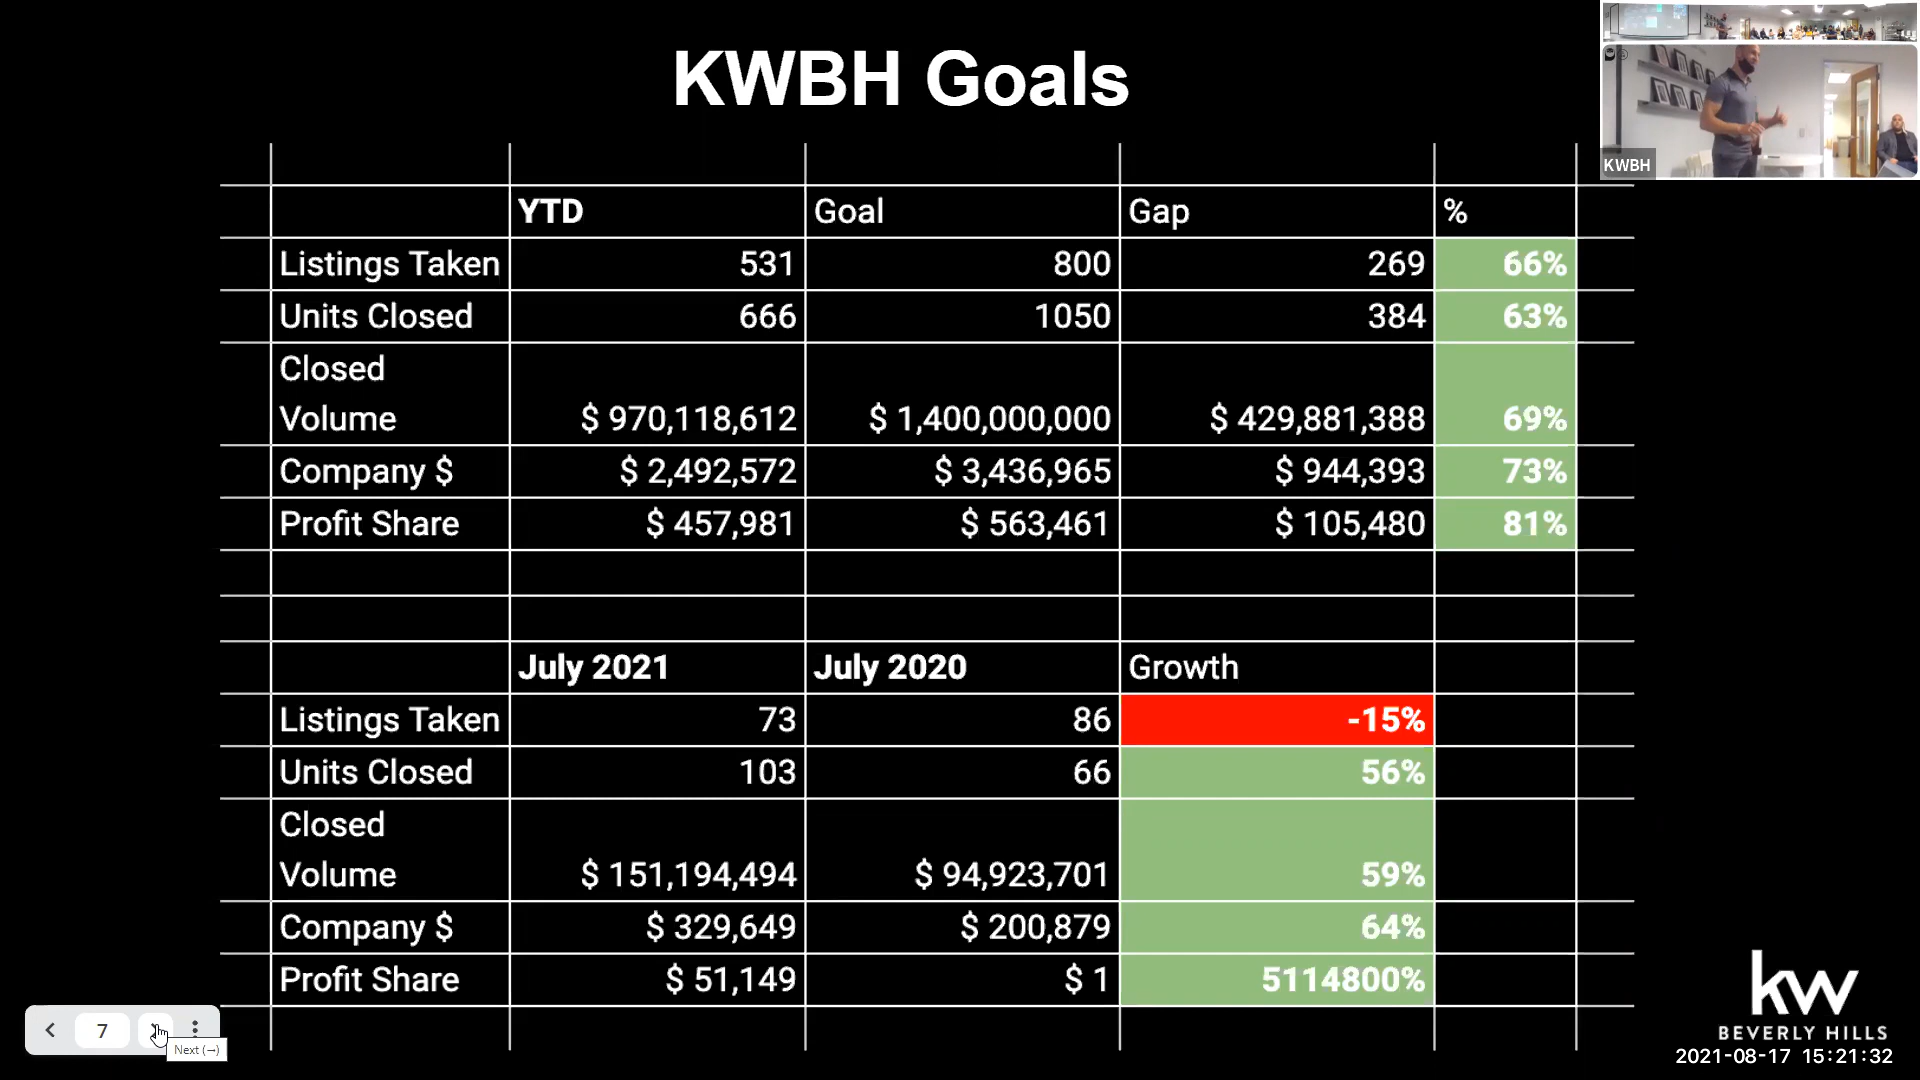 KWBH Goals
KWBH
YTD Goal Gap %
Listings Taken 531 800 269 66%
Units Closed 666 1050 384 63%
Closed
Volume $ 970,118,612 $ 1,400,000,000 $ 429,881,388 69%
Company $ $ 2,492,572 $ 3,436,965 $ 944,393 73%
Profit Share $ 457,981 $ 563,461 $ 105,480 81%
July 2021 July 2020 Growth
Listings Taken 73 86 -15%
Units Closed 103 66 56%
Closed
Volume $ 151,194,494 $ 94,923,701 59%
Company $ $ 329,649 $ 200,879 64%
Profit Share $ 51,149 $ 1 5114800%
7
Next (→)
kw
BEVERLY HILLS
2021-08-17 15:21:32